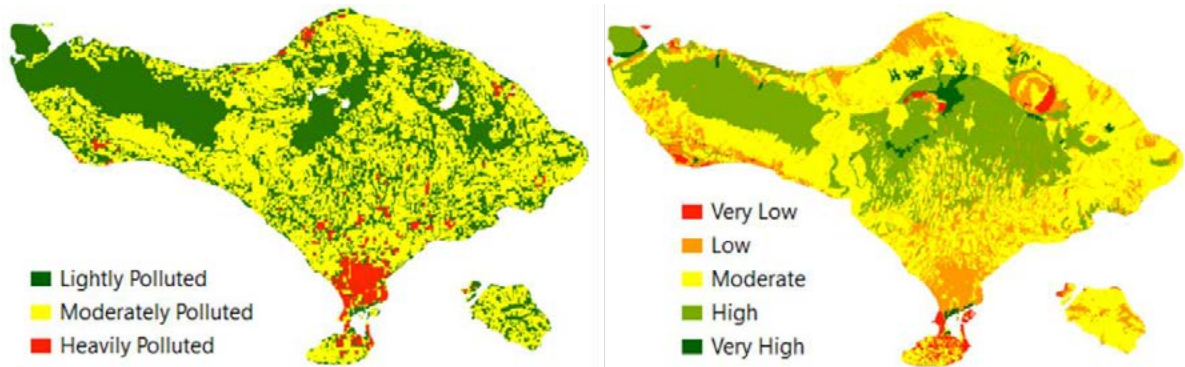 Lightly Polluted
Moderately Polluted
Heavily Polluted
Very Low
Low
Moderate
High
Very High